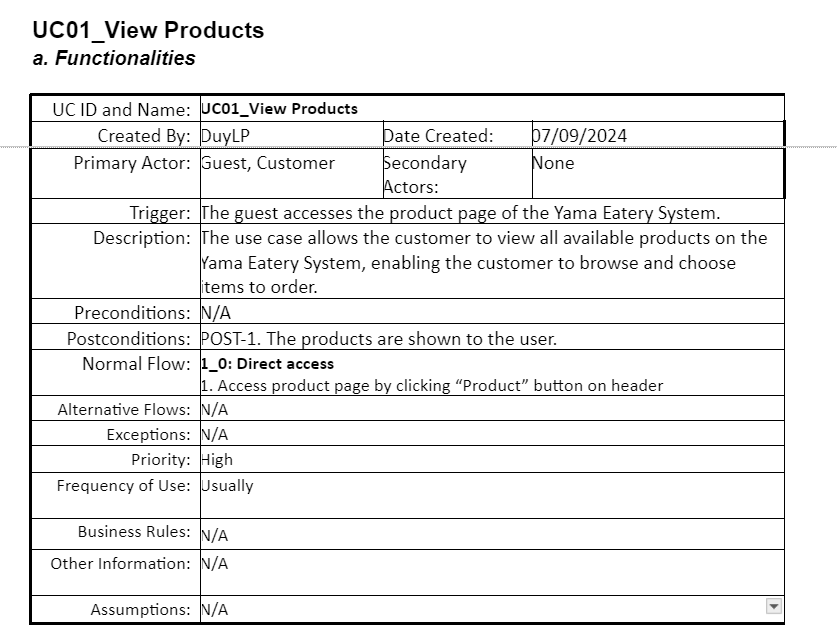 UC01_View Products
a. Functionalities
UC ID and Name: UC01_View Products
Created By: DuyLP Date Created: 07/09/2024
Primary Actor: Guest, Customer Secondary Actors: None
Trigger: The guest accesses the product page of the Yama Eatery System.
Description: The use case allows the customer to view all available products on the
Yama Eatery System, enabling the customer to browse and choose
items to order.
Preconditions: N/A
Postconditions: POST-1. The products are shown to the user.
Normal Flow: 1_0: Direct access
1. Access product page by clicking “Product” button on header
Alternative Flows: N/A
Exceptions: N/A
Priority: High
Frequency of Use: Usually
Business Rules: N/A
Other Information: N/A
Assumptions: N/A